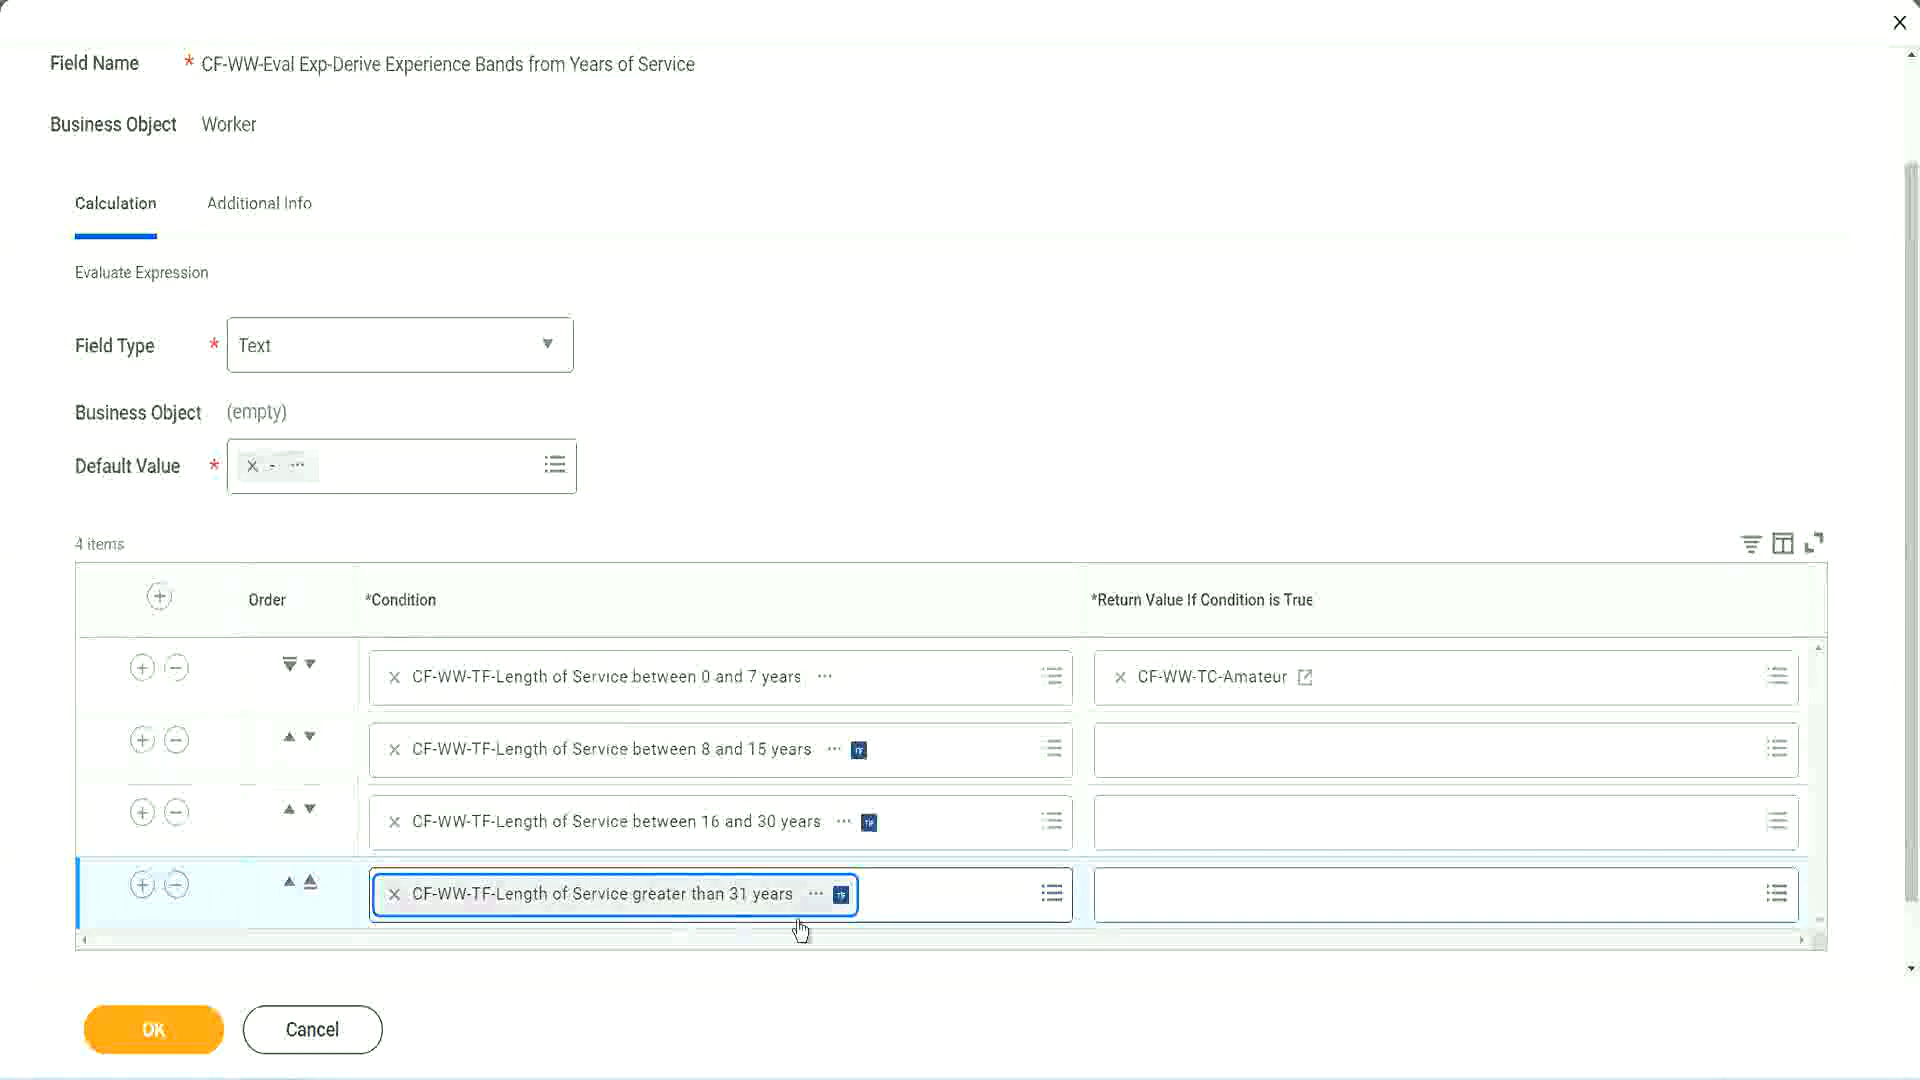 Field Name * CF-WW-Eval Exp-Derive Experience Bands from Years of Service
Business Object Worker
Calculation Additional Info
Evaluate Expression
Field Type * Text
Business Object (empty)
Default Value * - ...
4 items
Order *Condition *Return Value If Condition is True
CF-WW-TF-Length of Service between 0 and 7 years ... CF-WW-TC-Amateur
CF-WW-TF-Length of Service between 8 and 15 years ... TF
CF-WW-TF-Length of Service between 16 and 30 years ... TF
CF-WW-TF-Length of Service greater than 31 years ... TF
OK Cancel